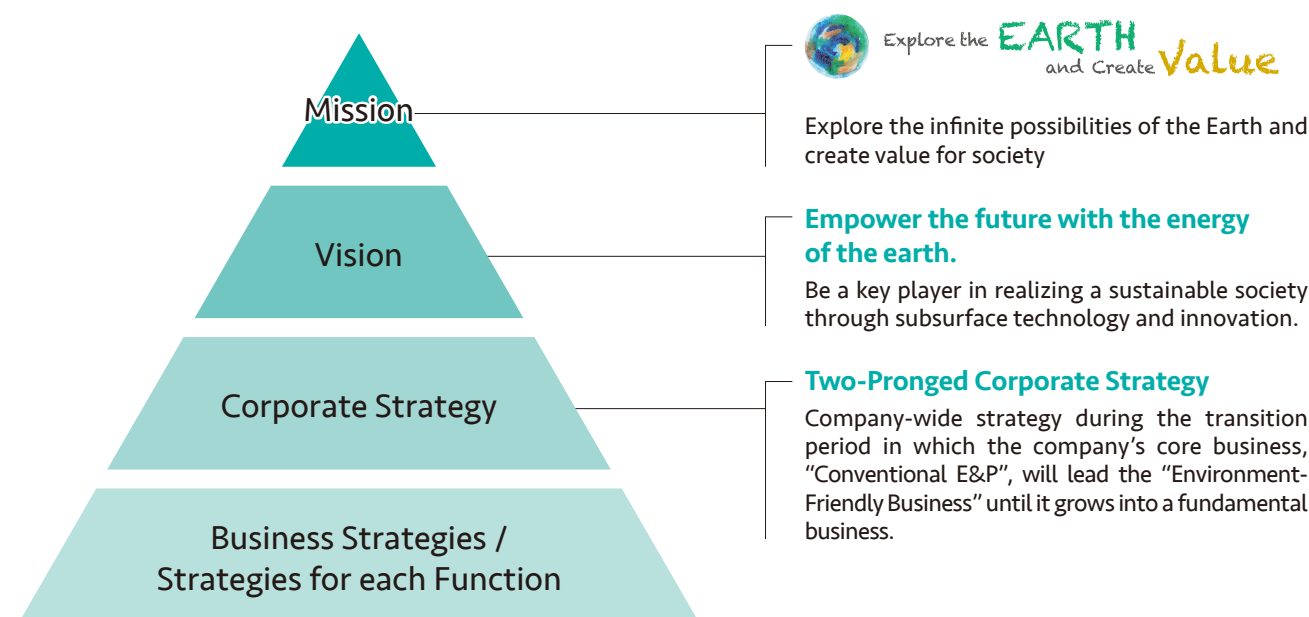 Mission
Explore the EARTH
and Create Value
Explore the infinite possibilities of the Earth and
create value for society
Vision
Empower the future with the energy
of the earth.
Be a key player in realizing a sustainable society
through subsurface technology and innovation.
Corporate Strategy
Two-Pronged Corporate Strategy
Company-wide strategy during the transition
period in which the company’s core business,
“Conventional E&P”, will lead the “Environment-
Friendly Business” until it grows into a fundamental
business.
Business Strategies /
Strategies for each Function